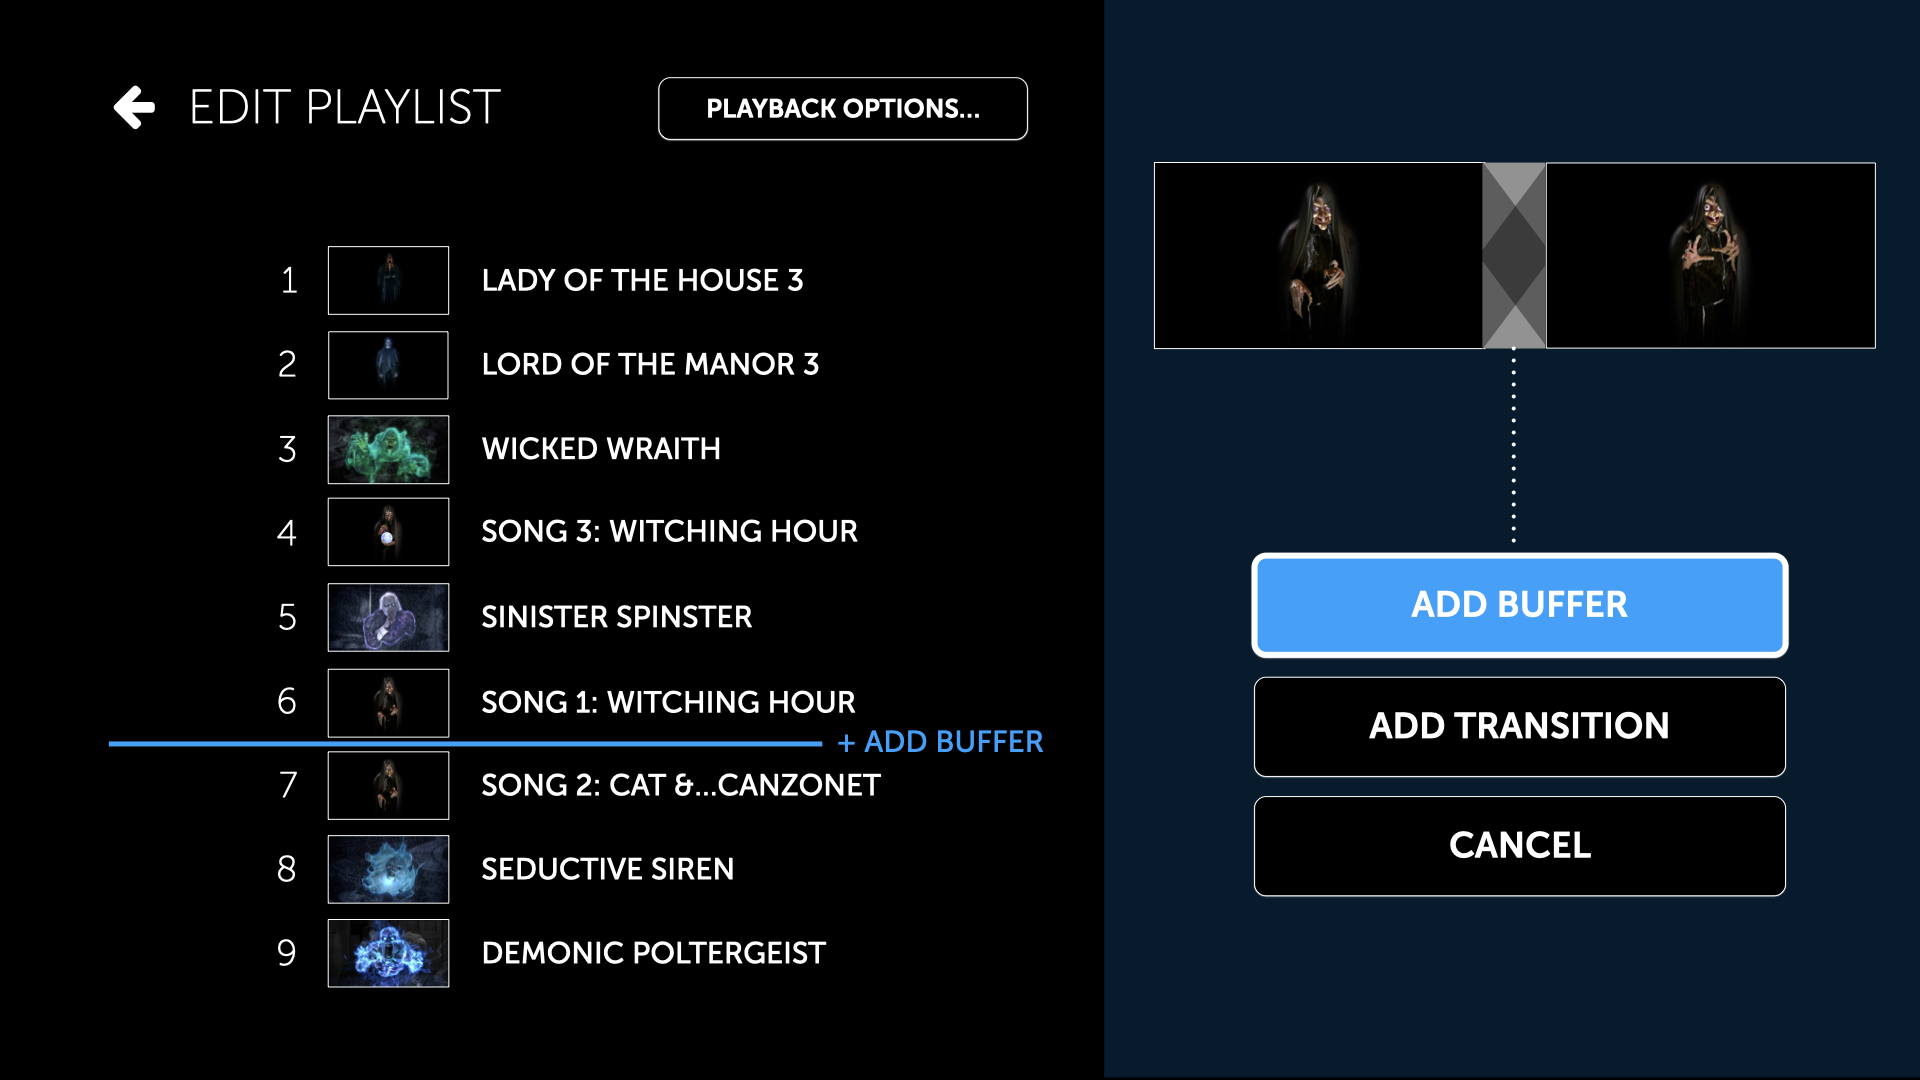 EDIT PLAYLIST
PLAYBACK OPTIONS...
1 LADY OF THE HOUSE 3
2 LORD OF THE MANOR 3
3 WICKED WRAITH
4 SONG 3: WITCHING HOUR
5 SINISTER SPINSTER
6 SONG 1: WITCHING HOUR
+ ADD BUFFER
7 SONG 2: CAT &...CANZONET
8 SEDUCTIVE SIREN
9 DEMONIC POLTERGEIST
ADD BUFFER
ADD TRANSITION
CANCEL